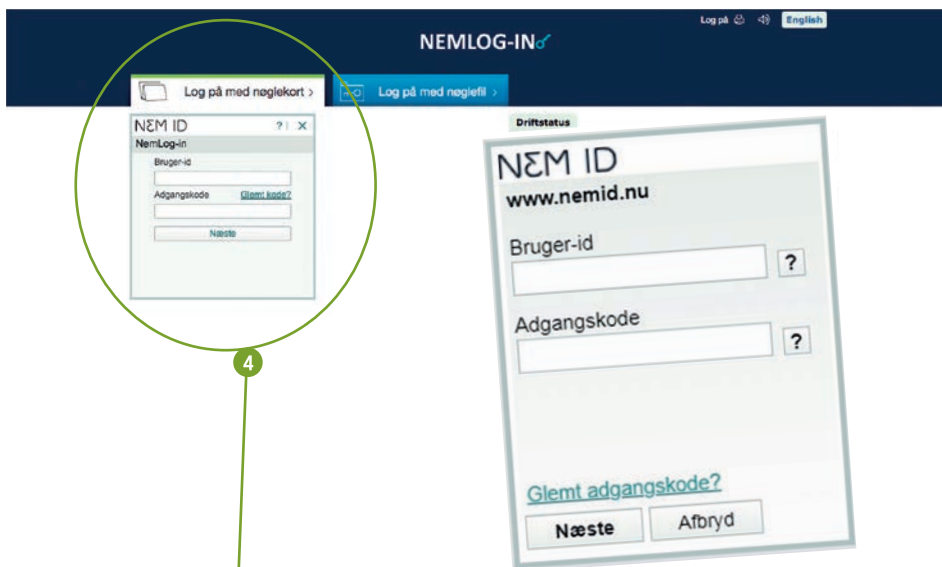 Log på
English
NEMLOG-IN
Log på med nøglekort >
Log på med nøglefil >
Driftstatus
NEM ID
? | X
NemLog-in
Bruger-id
Adgangskode Glemt kode?
Næste
4
NEM ID
www.nemid.nu
Bruger-id
?
Adgangskode
?
Glemt adgangskode?
Næste Afbryd